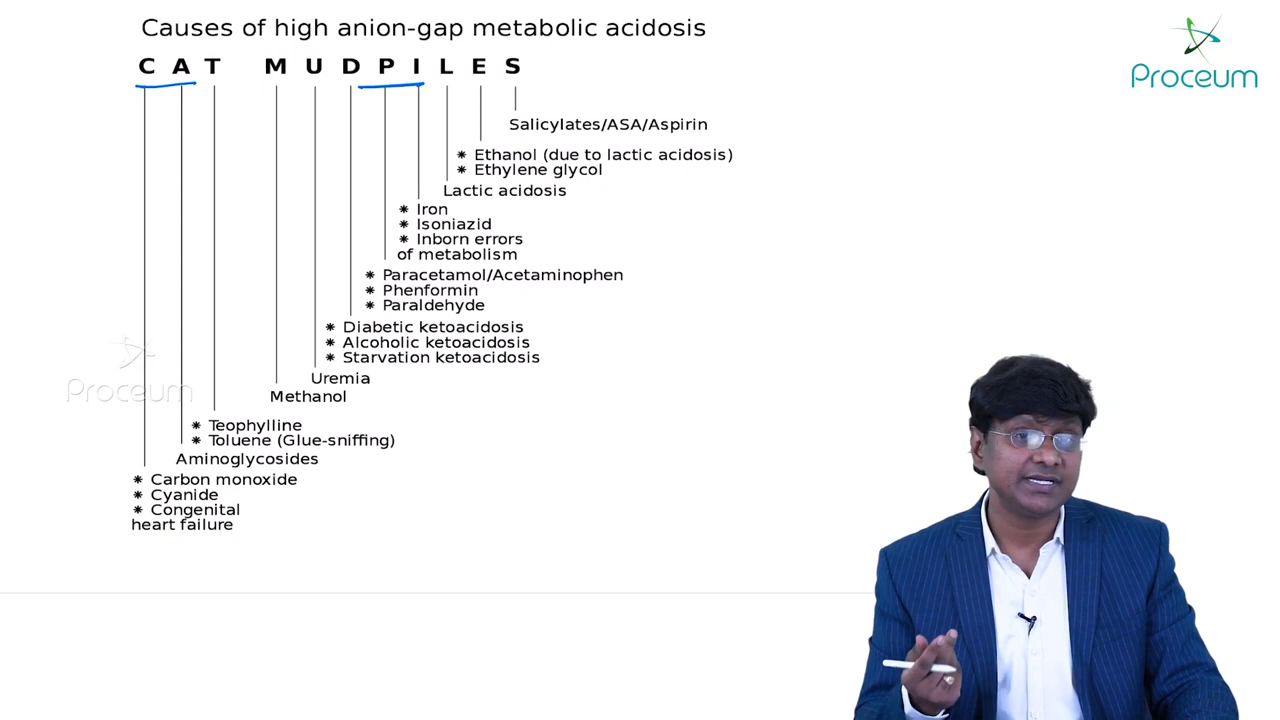 Causes of high anion-gap metabolic acidosis
Proceum
C A T M U D P I L E S
Salicylates/ASA/Aspirin
* Ethanol (due to lactic acidosis)
* Ethylene glycol
Lactic acidosis
* Iron
* Isoniazid
* Inborn errors
of metabolism
* Paracetamol/Acetaminophen
* Phenformin
* Paraldehyde
* Diabetic ketoacidosis
* Alcoholic ketoacidosis
* Starvation ketoacidosis
Uremia
Proceum
Methanol
* Teophylline
* Toluene (Glue-sniffing)
Aminoglycosides
* Carbon monoxide
* Cyanide
* Congenital
heart failure